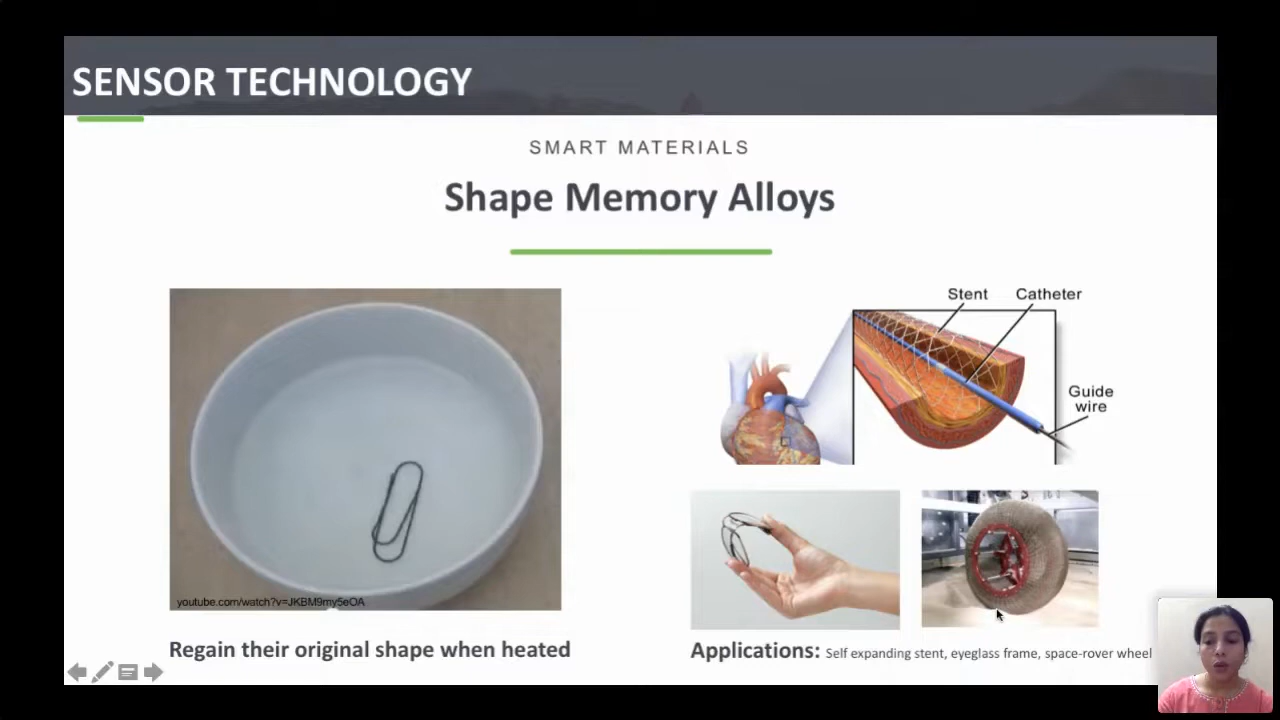 SENSOR TECHNOLOGY
SMART MATERIALS
Shape Memory Alloys
Stent
Catheter
Guide
wire
youtube.com/watch?v=JKBM9my5eOA
Regain their original shape when heated
Applications: Self expanding stent, eyeglass frame, space-rover wheel